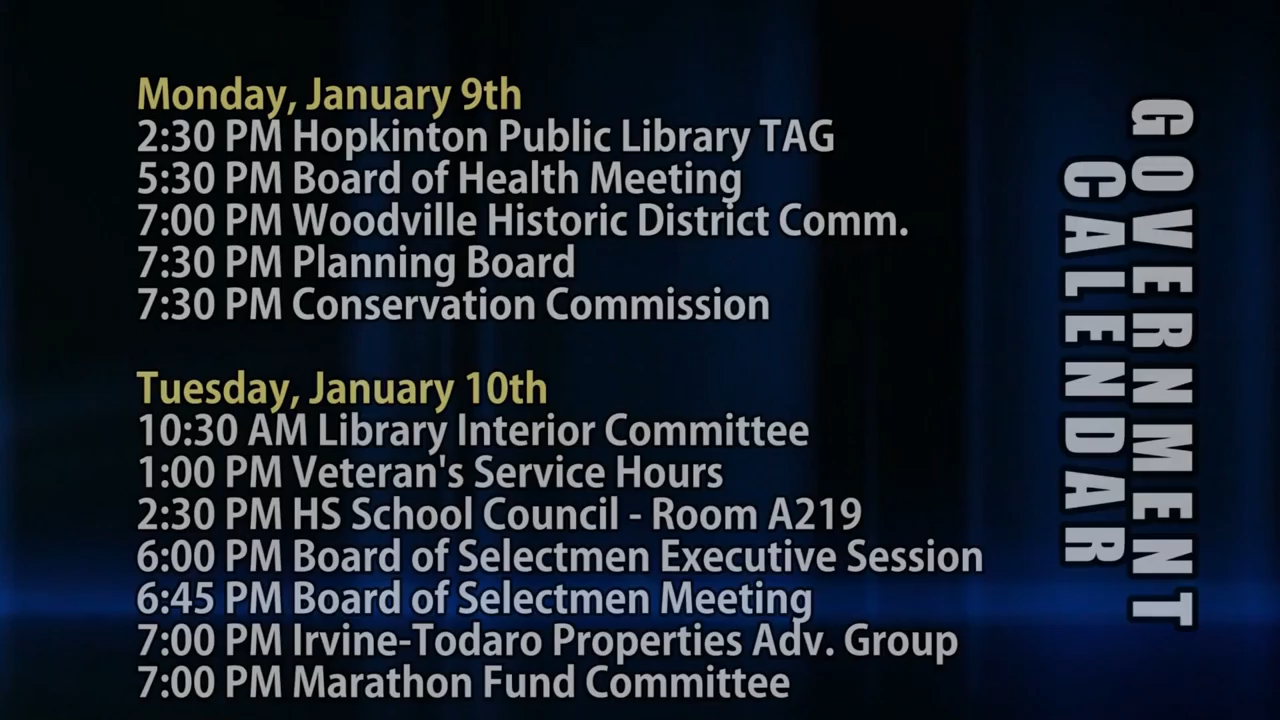 Monday, January 9th
2:30 PM Hopkinton Public Library TAG
5:30 PM Board of Health Meeting
7:00 PM Woodville Historic District Comm.
7:30 PM Planning Board
7:30 PM Conservation Commission
Tuesday, January 10th
10:30 AM Library Interior Committee
1:00 PM Veteran's Service Hours
2:30 PM HS School Council - Room A219
6:00 PM Board of Selectmen Executive Session
6:45 PM Board of Selectmen Meeting
7:00 PM Irvine-Todaro Properties Adv. Group
7:00 PM Marathon Fund Committee
GOVERNMENT
CALENDAR